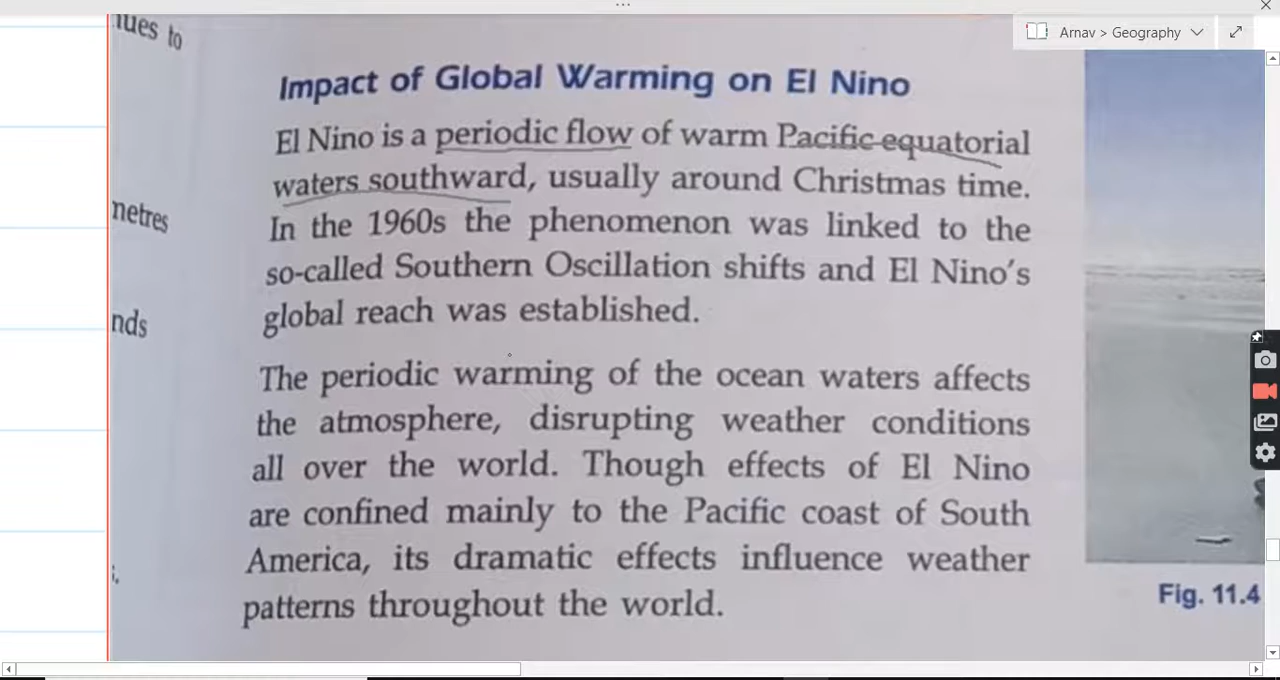 Arnav > Geography
nues to
Impact of Global Warming on El Nino
El Nino is a periodic flow of warm Pacific equatorial
waters southward, usually around Christmas time.
In the 1960s the phenomenon was linked to the
so-called Southern Oscillation shifts and El Nino's
global reach was established.
The periodic warming of the ocean waters affects
the atmosphere, disrupting weather conditions
all over the world. Though effects of El Nino
are confined mainly to the Pacific coast of South
America, its dramatic effects influence weather
patterns throughout the world.
netres
nds
s.
Fig. 11.4